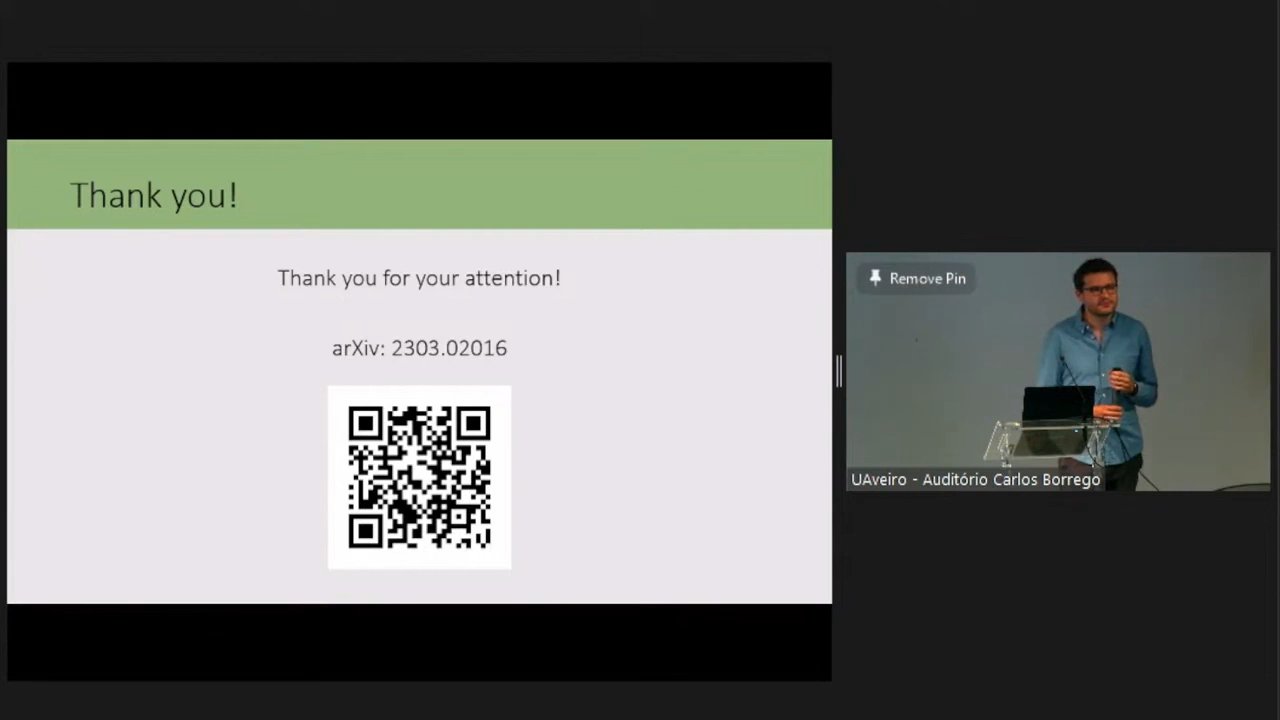 Thank you!
Thank you for your attention!
arXiv: 2303.02016
Remove Pin
UAveiro - Auditório Carlos Borrego